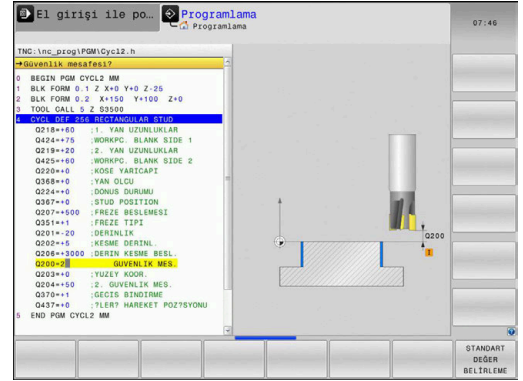 El girişi ile po…
Programlama
Programlama
07:46
TNC:\nc_prog\PGM\Cycl2.h
→Güvenlik mesafesi?
0 BEGIN PGM CYCL2 MM
1 BLK FORM 0.1 Z X+0 Y+0 Z-25
2 BLK FORM 0.2 X+150 Y+100 Z+0
3 TOOL CALL 5 Z S3500
4 CYCL DEF 256 RECTANGULAR STUD
Q218=+60 ;1. YAN UZUNLUKLAR
Q424=+75 ;WORKPC. BLANK SIDE 1
Q219=+20 ;2. YAN UZUNLUKLAR
Q425=+60 ;WORKPC. BLANK SIDE 2
Q220=+0 ;KOSE YARICAPI
Q368=+0 ;YAN OLCU
Q224=+0 ;DONUS DURUMU
Q367=+0 ;STUD POSITION
Q207=+500 ;FREZE BESLEMESI
Q351=+1 ;FREZE TIPI
Q201=-20 ;DERINLIK
Q202=+5 ;KESME DERINL.
Q206=+3000 ;DERIN KESME BESL.
Q200=2 GUVENLIK MES.
Q203=+0 ;YUZEY KOOR.
Q204=+50 ;2. GUVENLIK MES.
Q370=+1 ;GECIS BINDIRME
Q437=+0 ;?LER? HAREKET POZ?SYONU
5 END PGM CYCL2 MM
Q200
I
STANDART
DEĞER
BELİRLEME